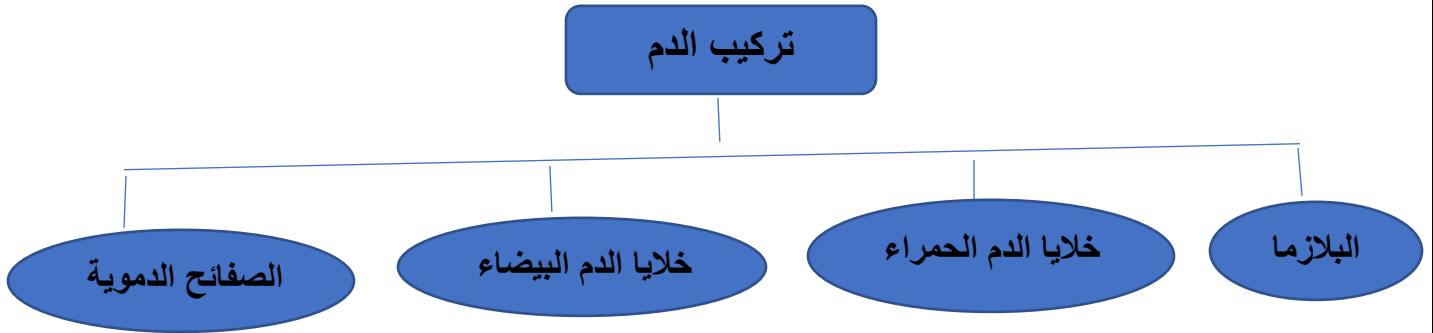 تركيب الدم
البلازما
خلايا الدم الحمراء
خلايا الدم البيضاء
الصفائح الدموية